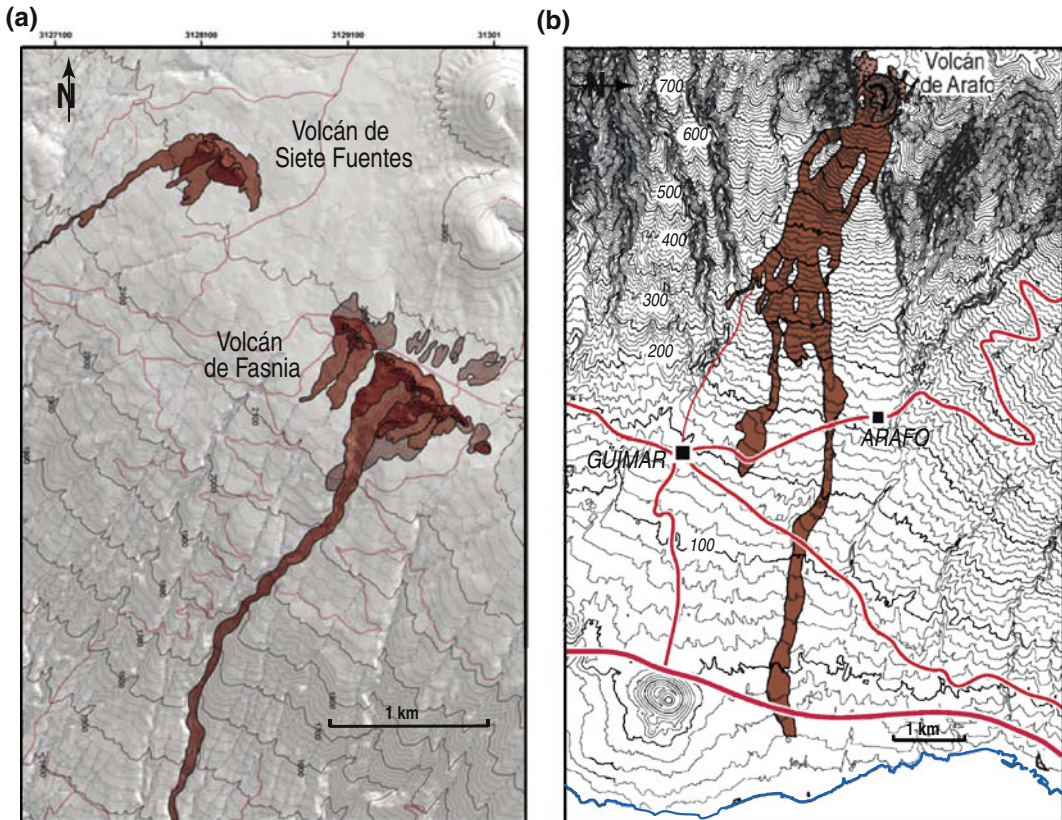 (a)
3127100
3128100
3129100
31301
N
Volcán de
Siete Fuentes
Volcán
de Fasnia
1 km
(b)
N
Volcán
de Arafo
700
600
500
400
300
200
ARAFO
GÜÍMAR
100
1 km